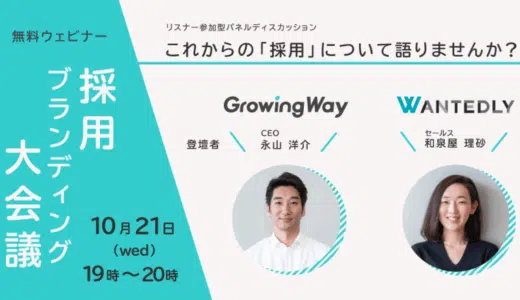 無料ウェビナー
採用
ブランディング
大会議
10月21日
(wed)
19時〜20時
リスナー参加型パネルディスカッション
これからの「採用」について語りませんか？
GrowingWay
登壇者
CEO
永山 洋介
WANTEDLY
セールス
和泉屋 理砂